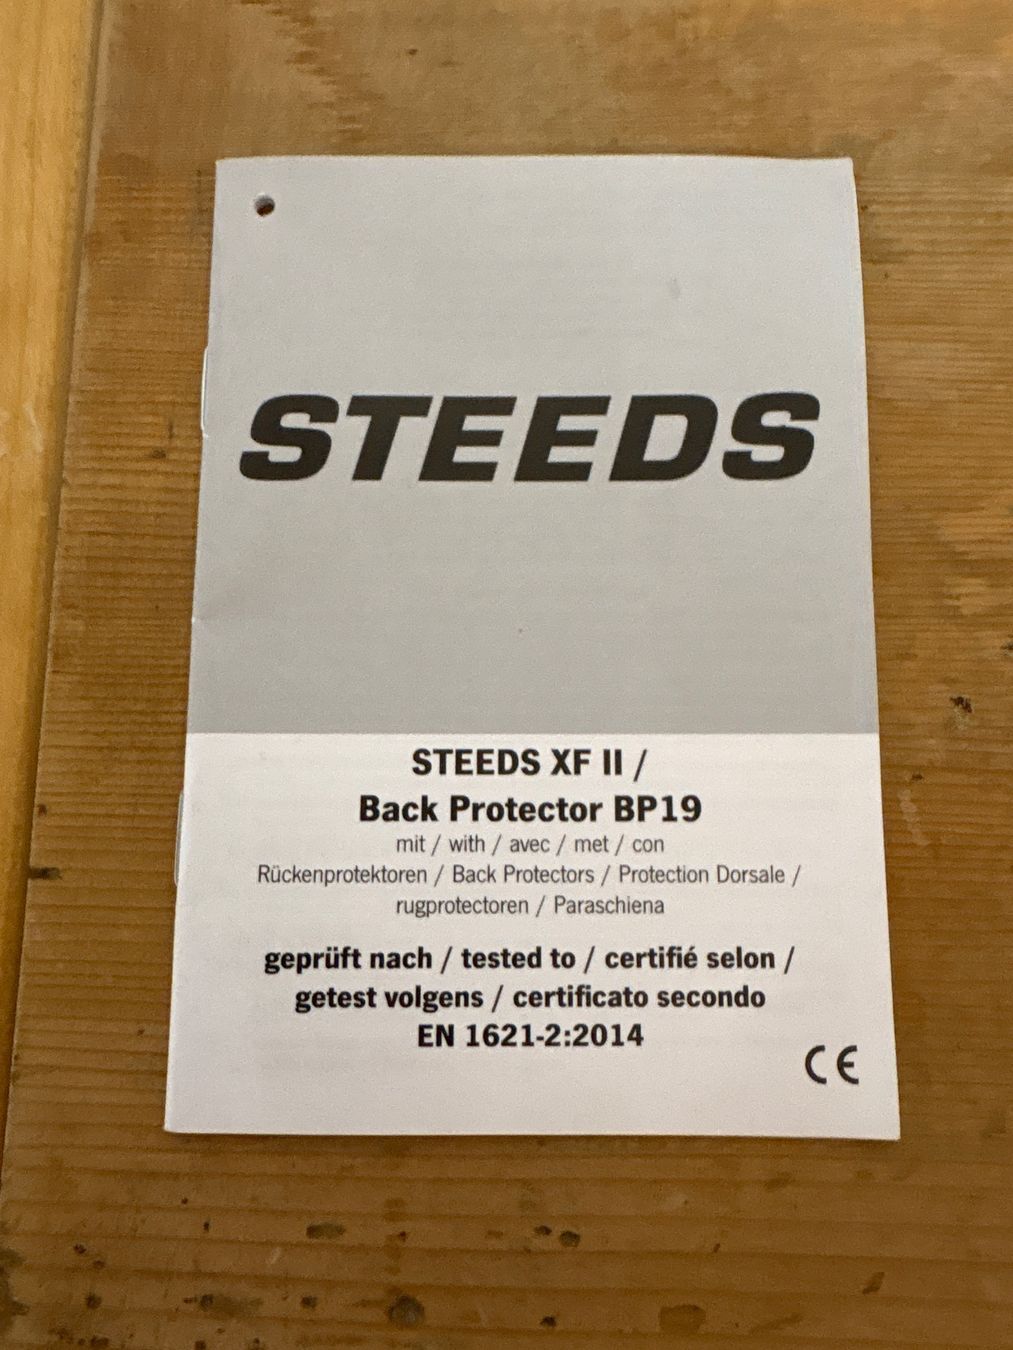 STEEDS
STEEDS XF II /
Back Protector BP19
mit / with / avec / met / con
Rückenprotektoren / Back Protectors / Protection Dorsale /
rugprotectoren / Paraschiena
geprüft nach / tested to / certifié selon /
getest volgens / certificato secondo
EN 1621-2:2014
CE